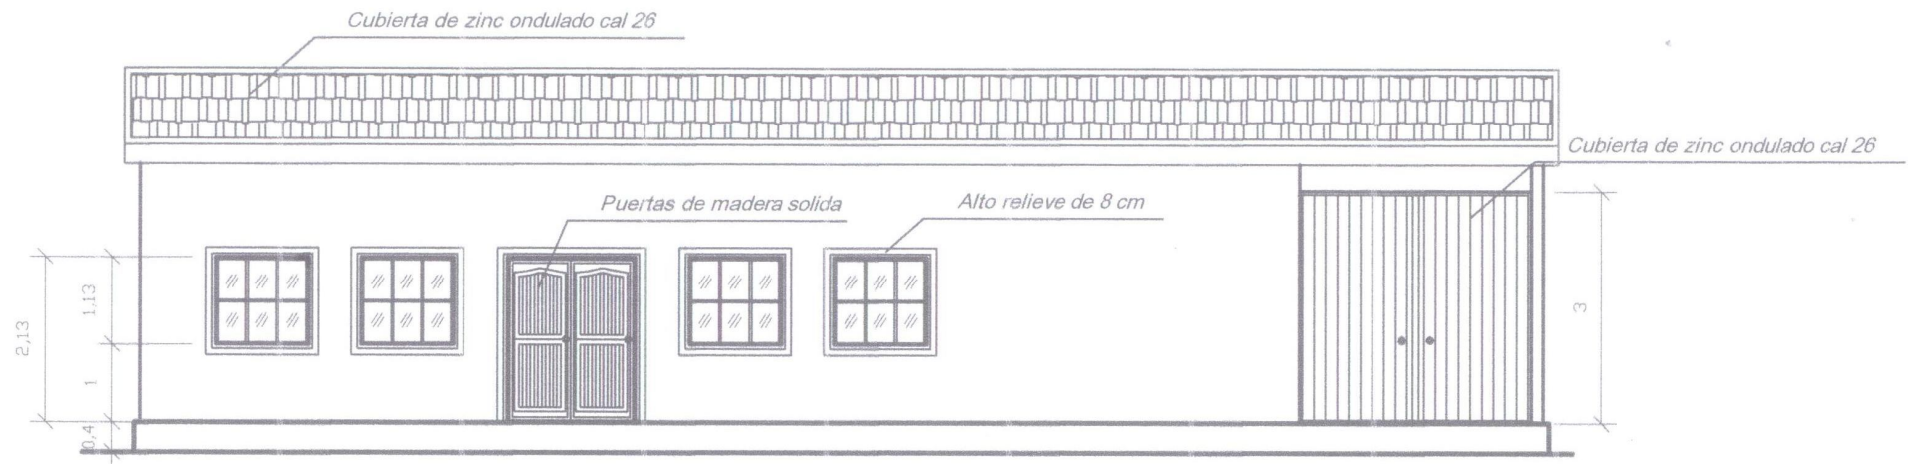 Cubierta de zinc ondulado cal 26
Cubierta de zinc ondulado cal 26
Puertas de madera solida
Alto relieve de 8 cm
2,13
1,13
1
0,4
3